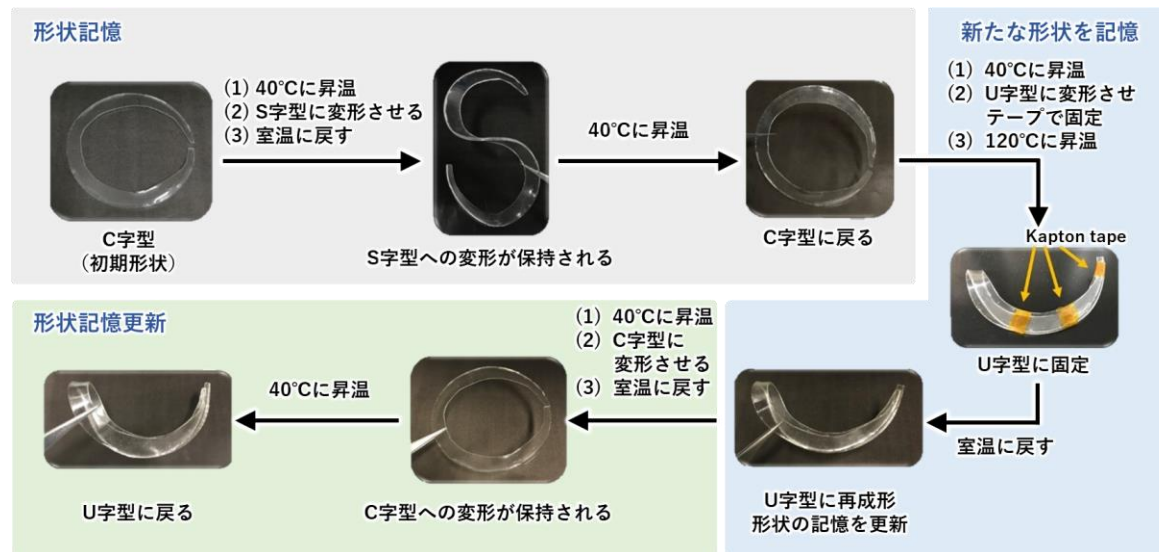 形状記憶
(1) 40℃に昇温
(2) S字型に変形させる
(3) 室温に戻す
C字型
(初期形状)
S字型への変形が保持される
40℃に昇温
C字型に戻る
新たな形状を記憶
(1) 40℃に昇温
(2) U字型に変形させ
テープで固定
(3) 120℃に昇温
Kapton tape
U字型に固定
室温に戻す
U字型に再成形
形状の記憶を更新
形状記憶更新
(1) 40℃に昇温
(2) C字型に
変形させる
(3) 室温に戻す
C字型への変形が保持される
40℃に昇温
U字型に戻る